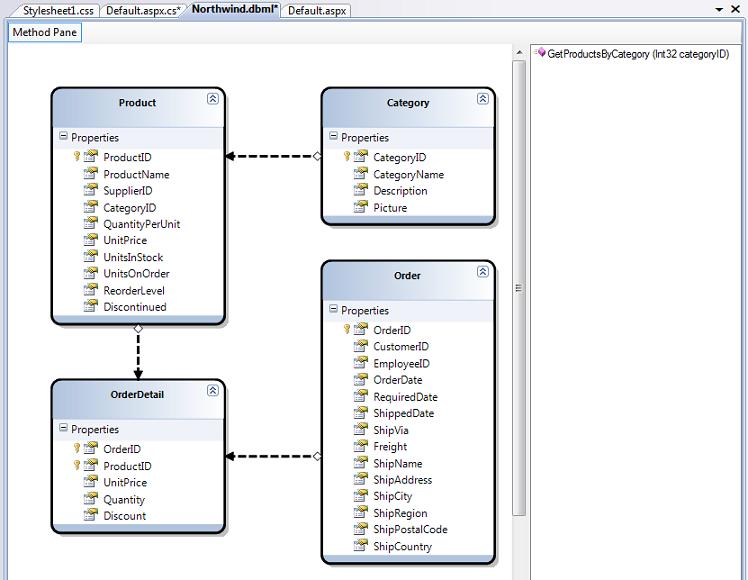 Stylesheet1.css Default.aspx.cs* Northwind.dbml* Default.aspx
Method Pane
Product
Properties
ProductID
ProductName
SupplierID
CategoryID
QuantityPerUnit
UnitPrice
UnitsInStock
UnitsOnOrder
ReorderLevel
Discontinued
Category
Properties
CategoryID
CategoryName
Description
Picture
OrderDetail
Properties
OrderID
ProductID
UnitPrice
Quantity
Discount
Order
Properties
OrderID
CustomerID
EmployeeID
OrderDate
RequiredDate
ShippedDate
ShipVia
Freight
ShipName
ShipAddress
ShipCity
ShipRegion
ShipPostalCode
ShipCountry
GetProductsByCategory (Int32 categoryID)